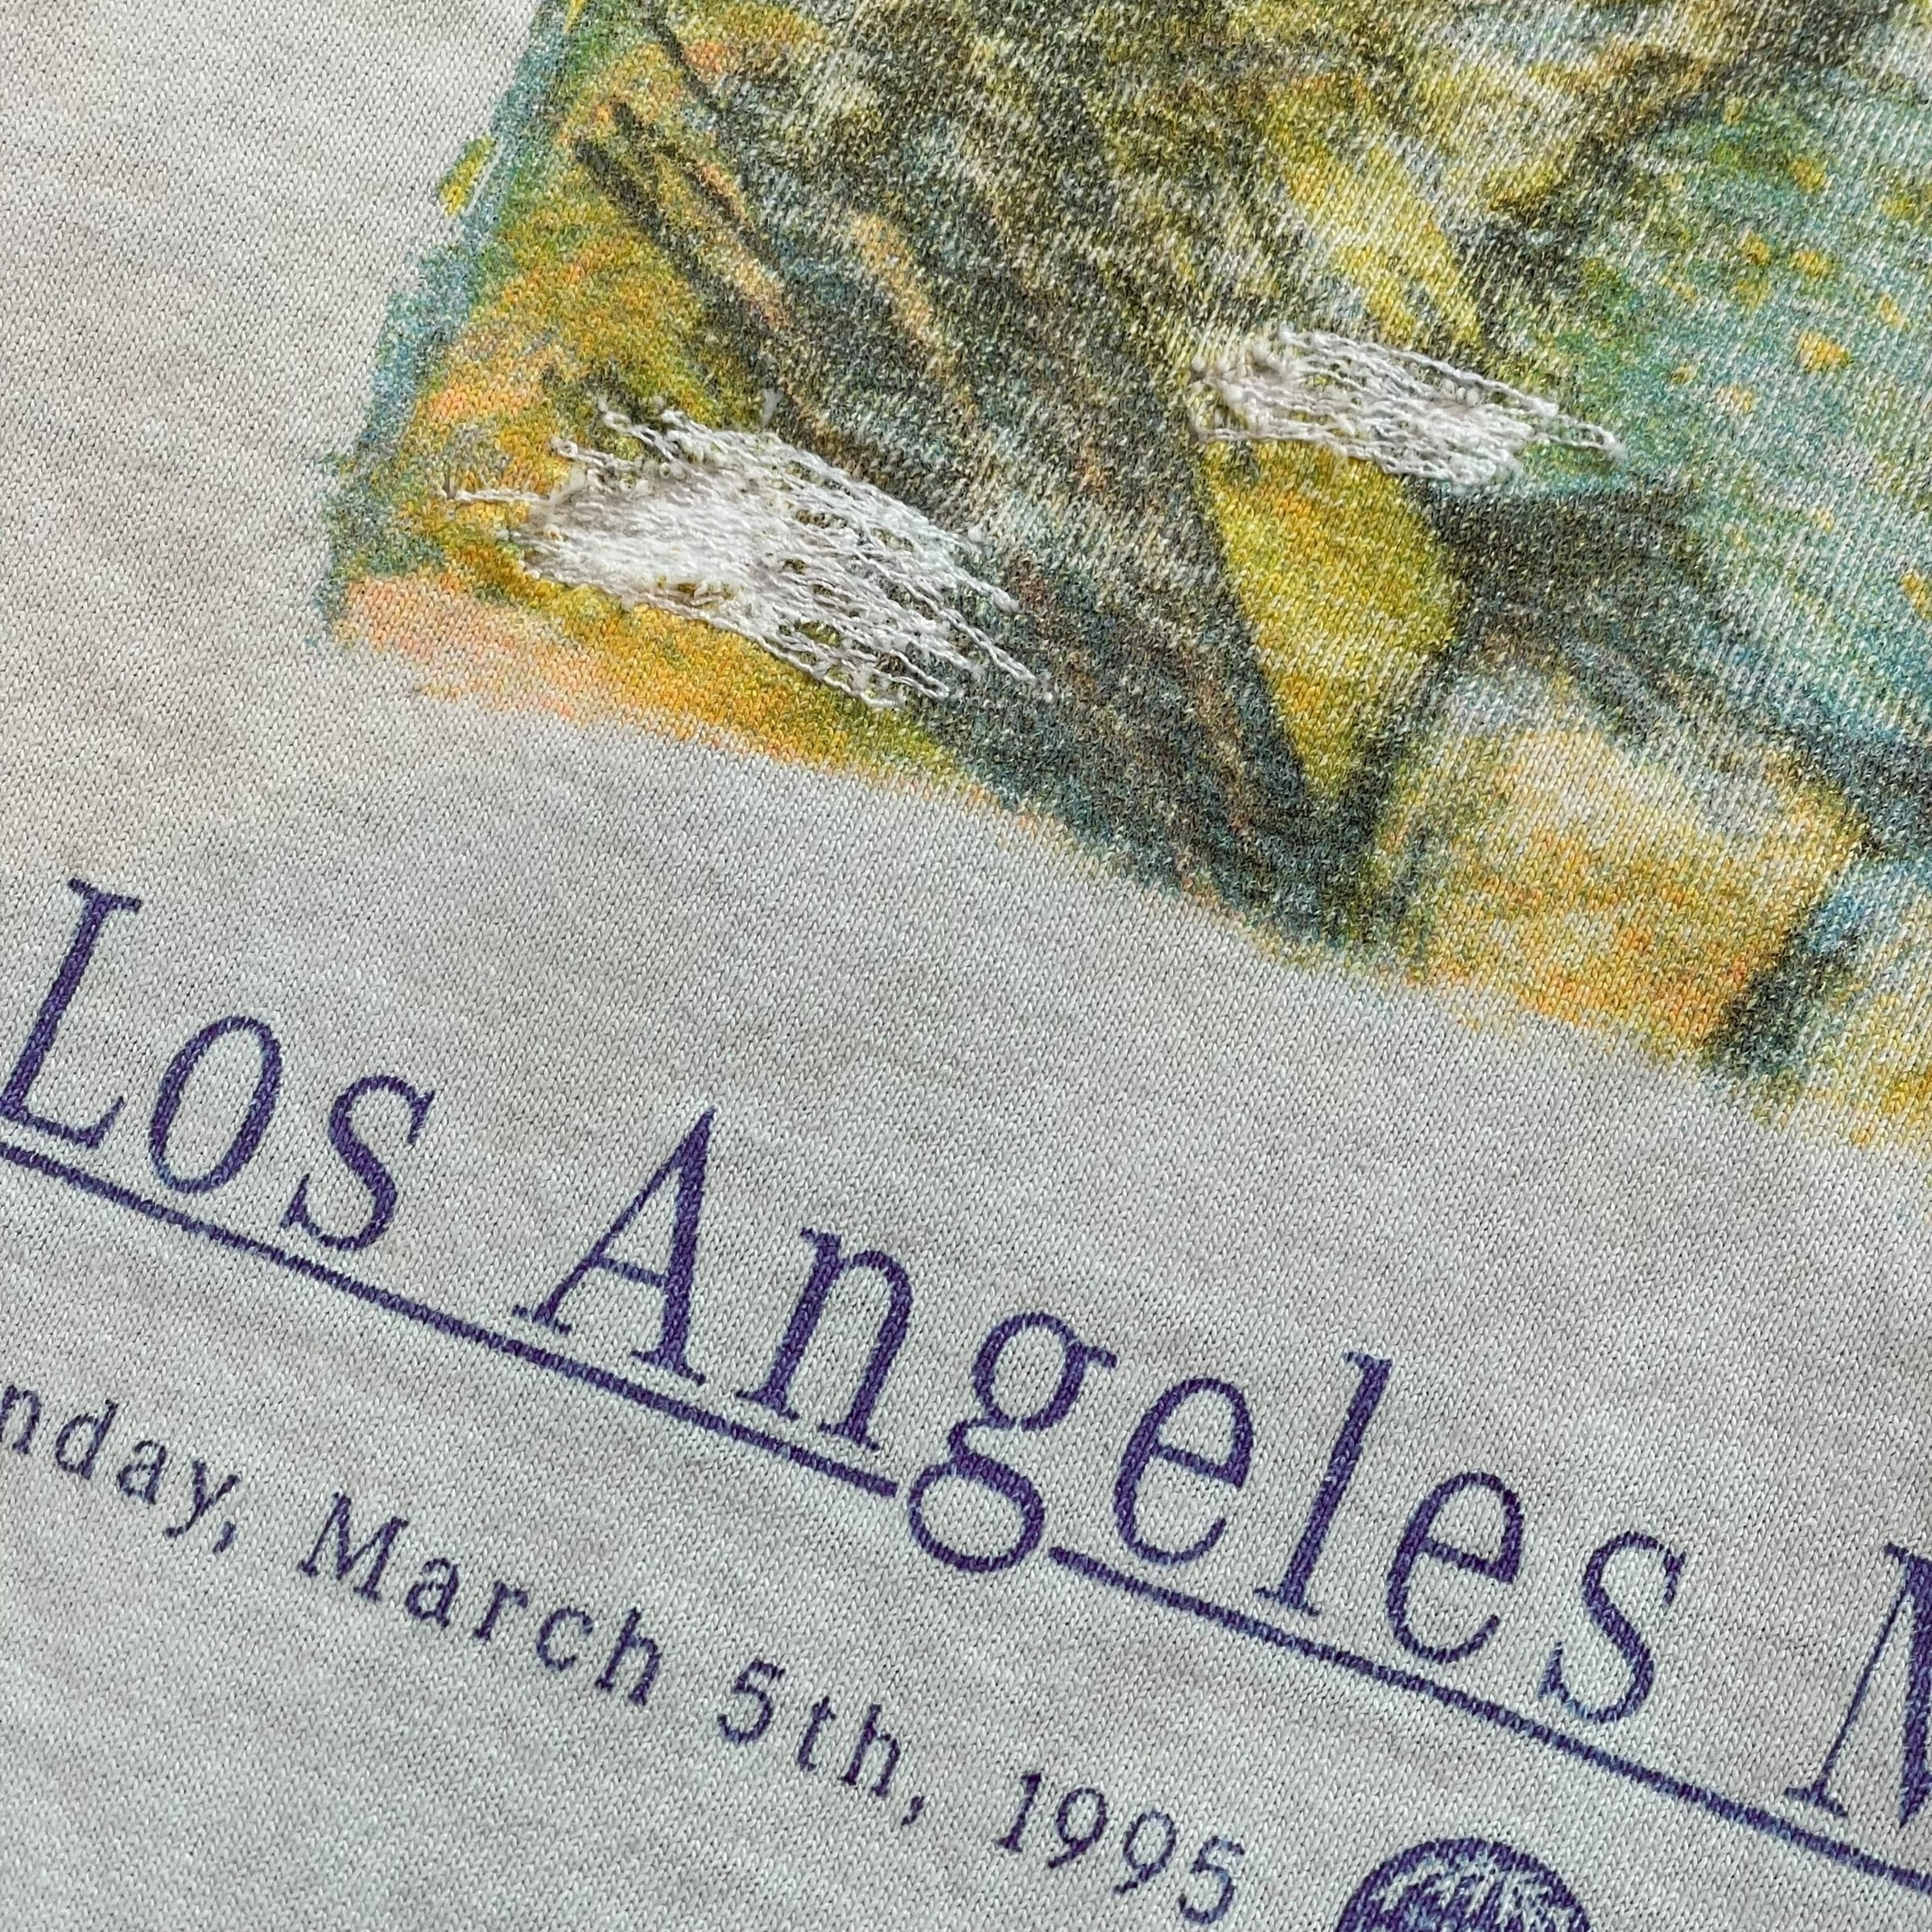 Los Angeles M
nday, March 5th, 1995